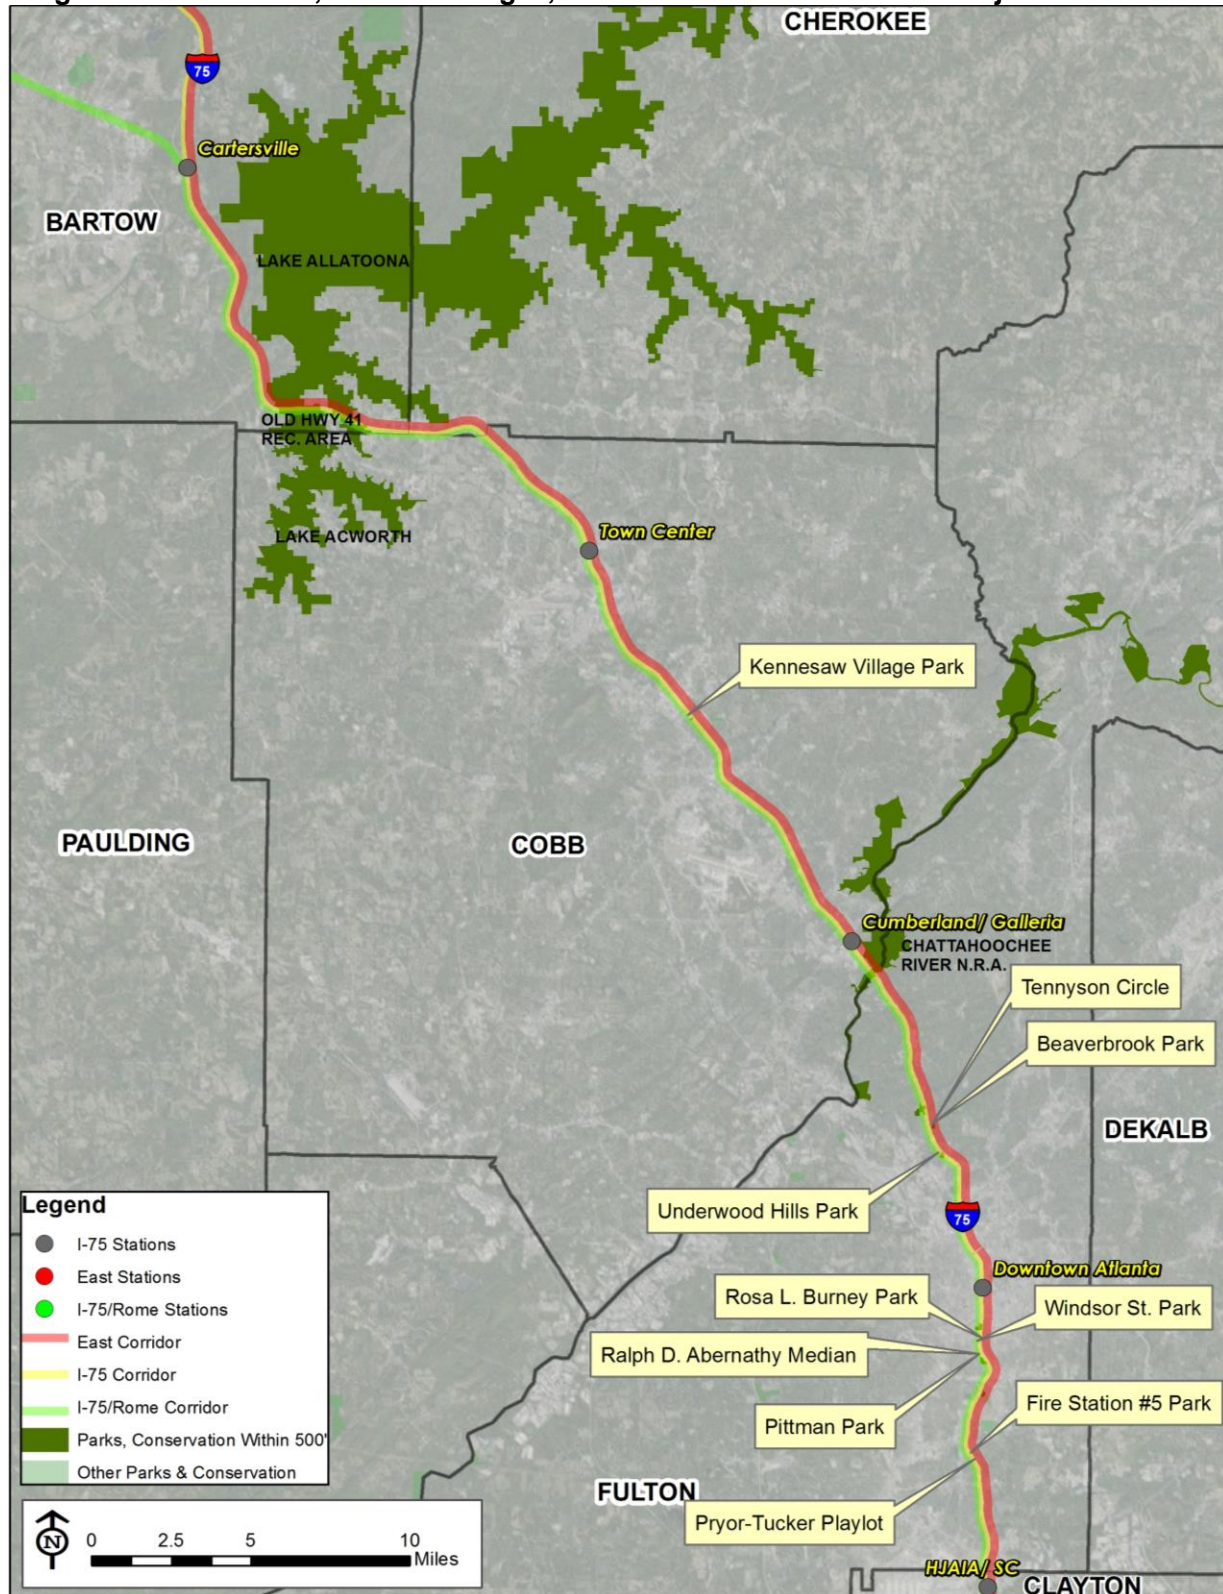 CHEROKEE
75
Cartersville
BARTOW
LAKE ALLATOONA
OLD HWY 41
REC. AREA
LAKE ACWORTH
Town Center
Kennesaw Village Park
PAULDING
COBB
Cumberland/ Galleria
CHATTAHOOCHEE
RIVER N.R.A.
Tennyson Circle
Beaverbrook Park
DEKALB
Underwood Hills Park
75
Downtown Atlanta
Rosa L. Burney Park
Windsor St. Park
Ralph D. Abernathy Median
Pittman Park
Fire Station #5 Park
FULTON
Pryor-Tucker Playlot
HJAIA/ SC
CLAYTON
Legend
I-75 Stations
East Stations
I-75/Rome Stations
East Corridor
I-75 Corridor
I-75/Rome Corridor
Parks, Conservation Within 500'
Other Parks & Conservation
N
0 2.5 5 10
Miles